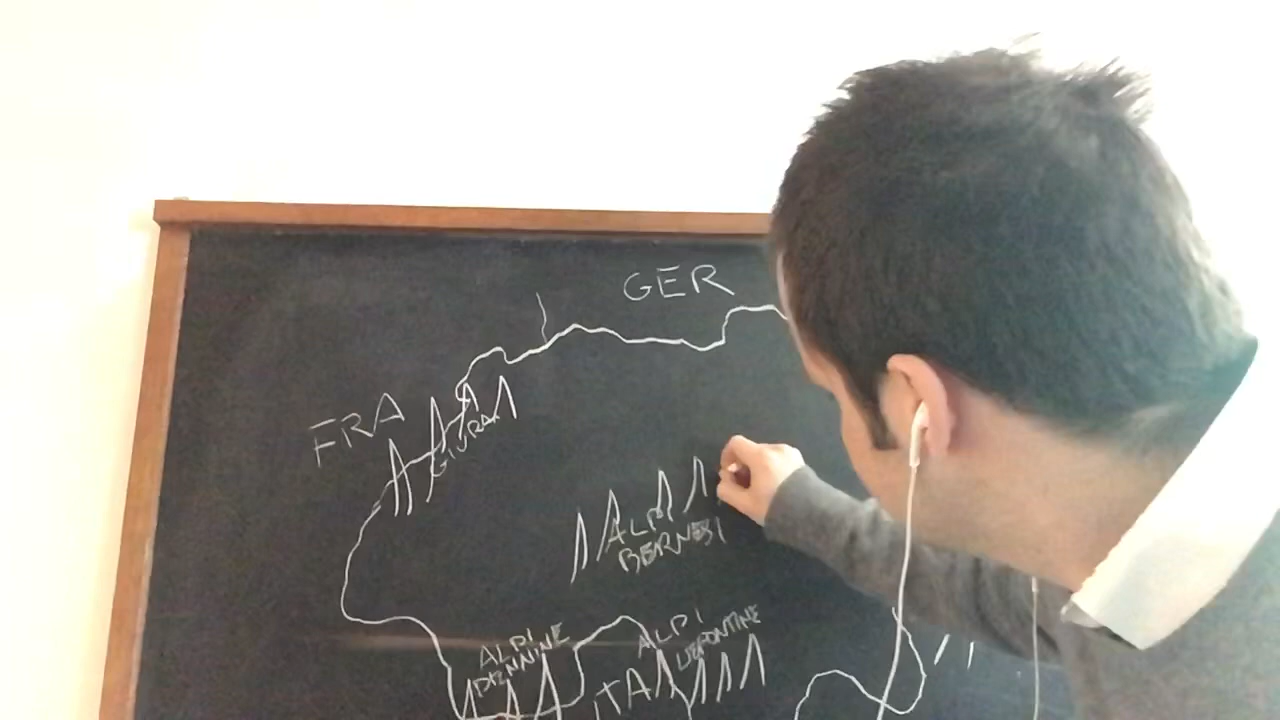 GER
FRA
GIURA
ALPI
BERNESI
ALPI
PENNINE
ALPI
LEPONTINE
ITA